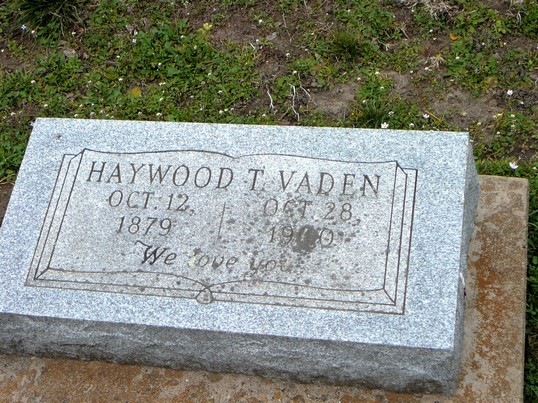 HAYWOOD T. VADEN
OCT. 12, OCT. 28,
1879
We love you